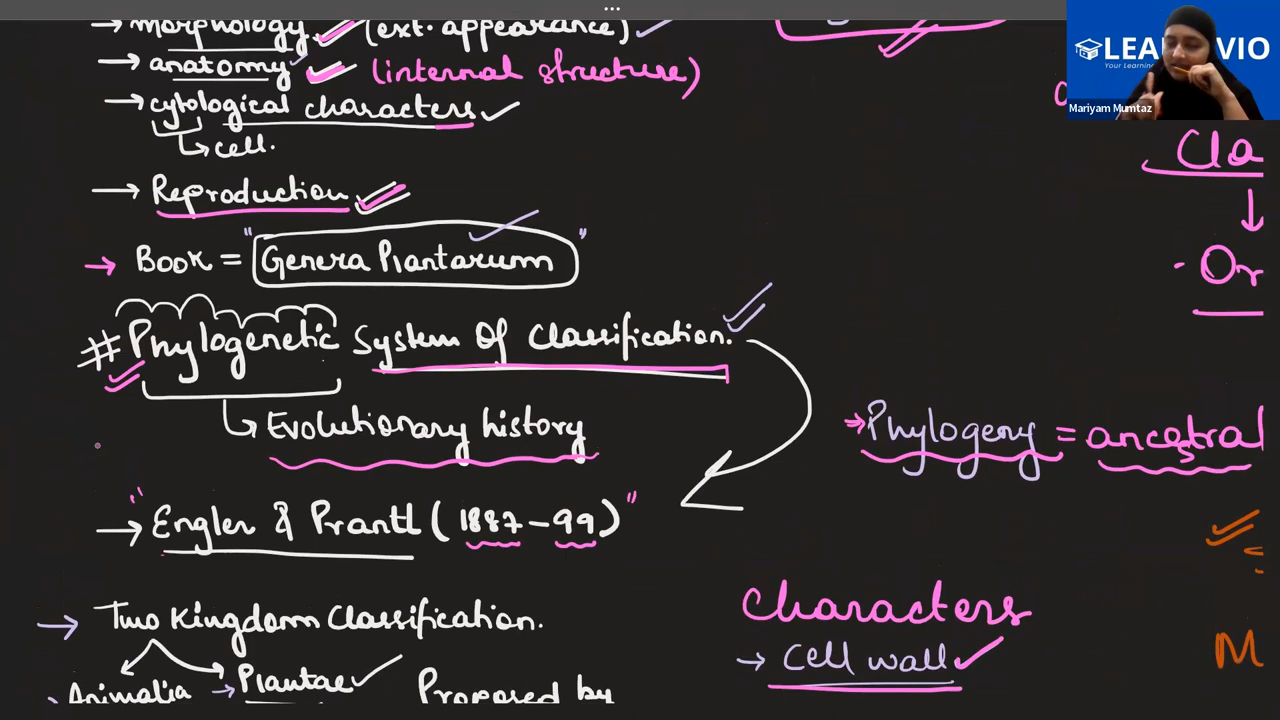 → morphology (ext. appearance)
→ anatomy (internal structure)
→ cytological characters
↳ cell.
→ Reproduction
→ Book = "Genera Plantarum"
# Phylogenetic System Of Classification.
↳ Evolutionary history
→ "Engler & Prantl (1887-99)"
→ Two Kingdom Classification.
Animalia → Plantae
Proposed by
Cla
Or
→ Phylogeny = ancestral
characters
→ Cell wall
M
LEA VIO
Your Learnin
Mariyam Mumtaz